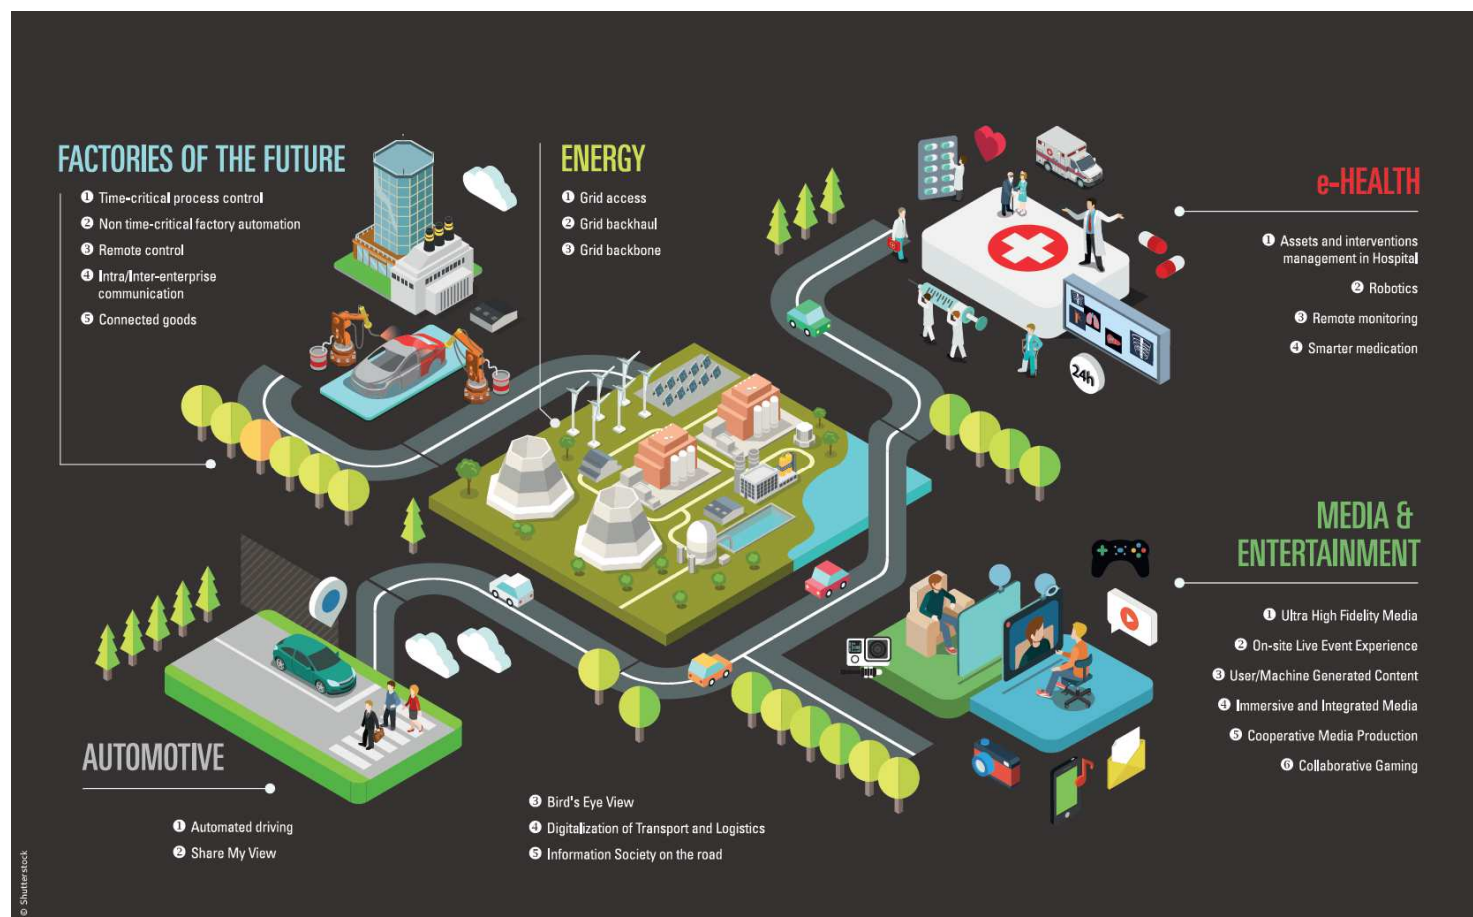 FACTORIES OF THE FUTURE
❶ Time-critical process control
❷ Non time-critical factory automation
❸ Remote control
❹ Intra/Inter-enterprise
communication
❺ Connected goods
ENERGY
❶ Grid access
❷ Grid backhaul
❸ Grid backbone
e-HEALTH
❶ Assets and interventions
management in Hospital
❷ Robotics
❸ Remote monitoring
❹ Smarter medication
24h
MEDIA &
ENTERTAINMENT
❶ Ultra High Fidelity Media
❷ On-site Live Event Experience
❸ User/Machine Generated Content
❹ Immersive and Integrated Media
❺ Cooperative Media Production
❻ Collaborative Gaming
AUTOMOTIVE
❶ Automated driving
❷ Share My View
❸ Bird's Eye View
❹ Digitalization of Transport and Logistics
❺ Information Society on the road
© Shutterstock